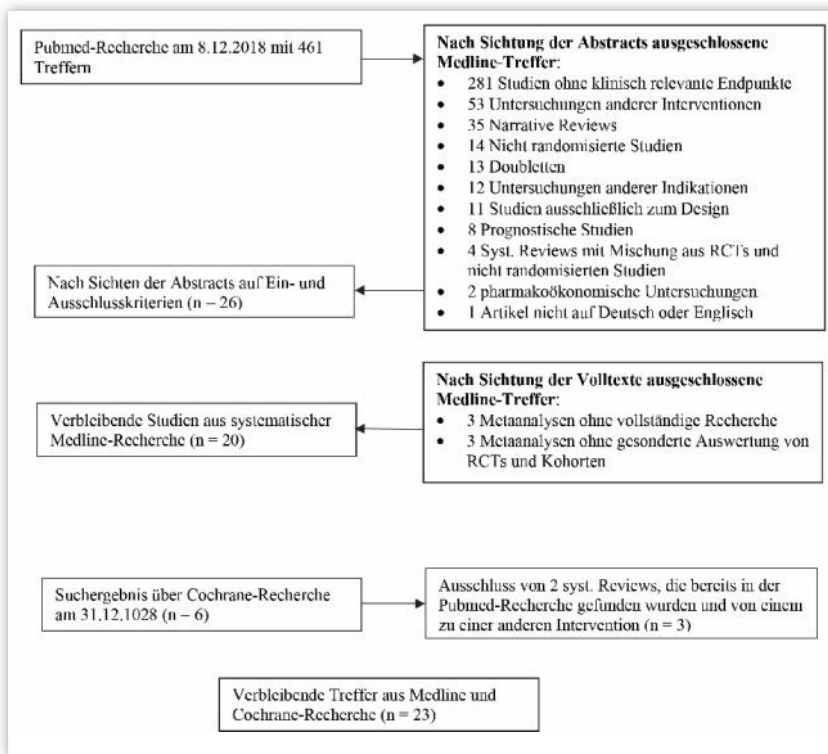 Pubmed-Recherche am 8.12.2018 mit 461
Treffern
Nach Sichtung der Abstracts ausgeschlossene
Medline-Treffer:
• 281 Studien ohne klinisch relevante Endpunkte
• 53 Untersuchungen anderer Interventionen
• 35 Narrative Reviews
• 14 Nicht randomisierte Studien
• 13 Doubletten
• 12 Untersuchungen anderer Indikationen
• 11 Studien ausschließlich zum Design
• 8 Prognostische Studien
• 4 Syst. Reviews mit Mischung aus RCTs und
nicht randomisierten Studien
• 2 pharmakoökonomische Untersuchungen
• 1 Artikel nicht auf Deutsch oder Englisch
Nach Sichten der Abstracts auf Ein- und
Ausschlusskriterien (n = 26)
Nach Sichtung der Volltexte ausgeschlossene
Medline-Treffer:
• 3 Metaanalysen ohne vollständige Recherche
• 3 Metaanalysen ohne gesonderte Auswertung von
RCTs und Kohorten
Verbleibende Studien aus systematischer
Medline-Recherche (n = 20)
Suchergebnis über Cochrane-Recherche
am 31.12.1028 (n = 6)
Ausschluss von 2 syst. Reviews, die bereits in der
Pubmed-Recherche gefunden wurden und von einem
zu einer anderen Intervention (n = 3)
Verbleibende Treffer aus Medline und
Cochrane-Recherche (n = 23)